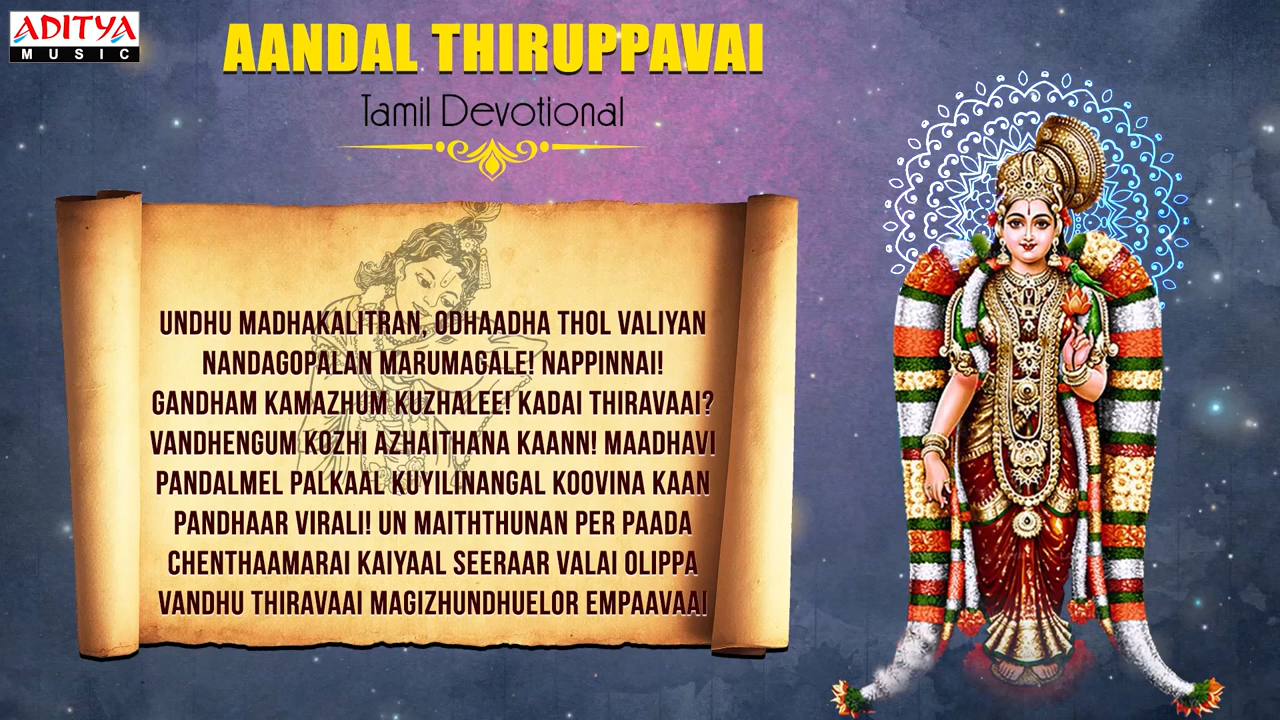 ADITYA
MUSIC
AANDAL THIRUPPAVAI
Tamil Devotional
UNDHU MADHAKALITRAN, ODHAADHA THOL VALIYAN
NANDAGOPALAN MARUMAGALE! NAPPINNAI!
GANDHAM KAMAZHUM KUZHALEE! KADAI THIRAVAAI?
VANDHENGUM KOZHI AZHAITHANA KAANN! MAADHAVI
PANDALMEL PALKAAL KUYILINANGAL KOOVINA KAAN
PANDHAAR VIRALI! UN MAITHTHUNAN PER PAADA
CHENTHAAMARAI KAIYAAL SEERAAR VALAI OLIPPA
VANDHU THIRAVAAI MAGIZHUNDHUELOR EMPAAVAAI